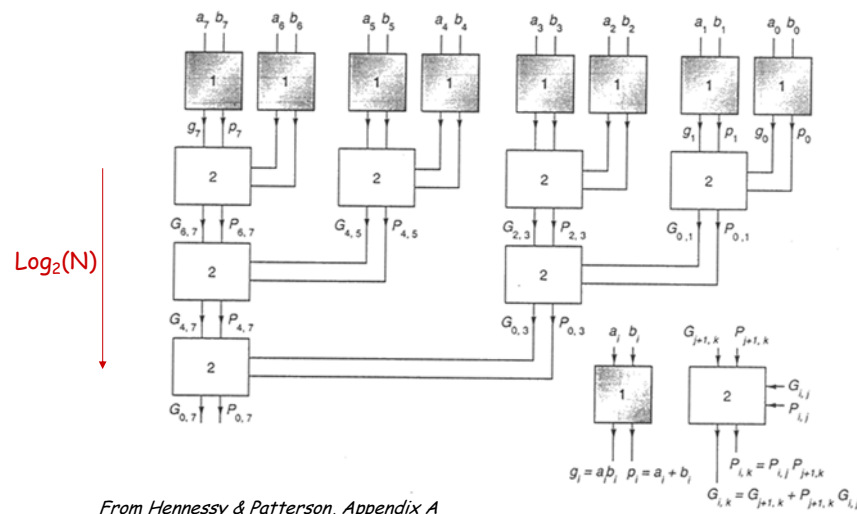 a7 b7 a6 b6 a5 b5 a4 b4 a3 b3 a2 b2 a1 b1 a0 b0
1 1 1 1 1 1 1 1
g7 p7 g1 p1 g0 p0
2 2 2 2
G6,7 P6,7 G4,5 P4,5 G2,3 P2,3 G0,1 P0,1
Log2(N)
2 2
G4,7 P4,7 G0,3 P0,3
ai bi Gj+1,k Pj+1,k
2 1 2 Gi,j
Pi,j
G0,7 P0,7
gi = aibi pi = ai + bi Pi,k = Pi,j Pj+1,k
Gi,k = Gj+1,k + Pj+1,k Gi,j
From Hennessy & Patterson, Appendix A